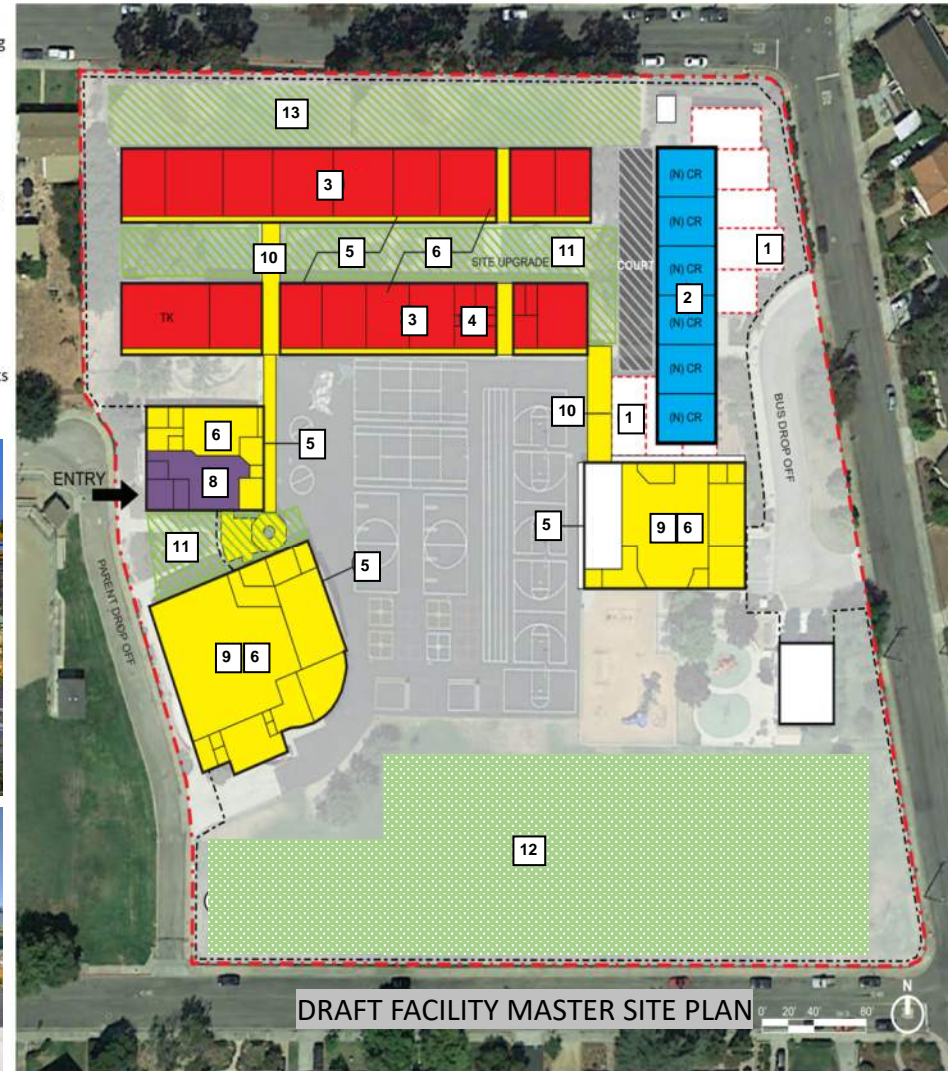 g
ts
13
3
(N) CR
(N) CR
1
10
5
6
11
SITE UPGRADE
COURT
(N) CR
2
(N) CR
TK
3
4
(N) CR
10
1
(N) CR
6
5
BUS DROP OFF
ENTRY
8
5
9
6
11
5
PARENT DROP OFF
9
6
12
DRAFT FACILITY MASTER SITE PLAN
0' 20' 40' 80'
N